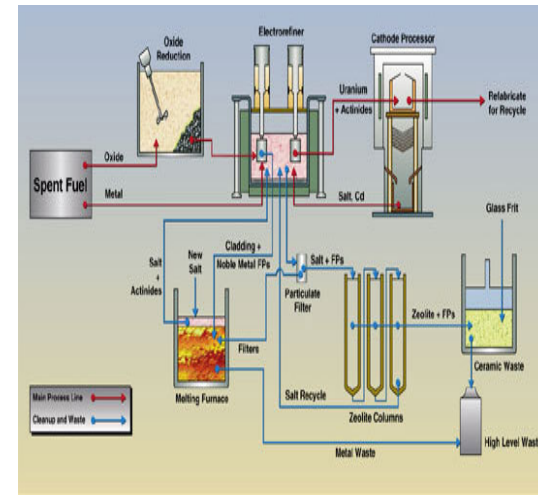 Electrorefiner
Oxide
Reduction
Cathode Processor
Uranium
+ Actinides
Relabricate
for Recycle
Oxide
Spent Fuel
Metal
Salt, Cd
Glass Frit
Cladding +
Noble Metal FPs
New
Salt
Salt
+
Actinides
Salt + FPs
Particulate
Filter
Zeolite + FPs
Filters
Ceramic Waste
Salt Recycle
Melting Furnace
Zeolite Columns
Main Process Line
Cleanup and Waste
High Level Wast
Metal Waste